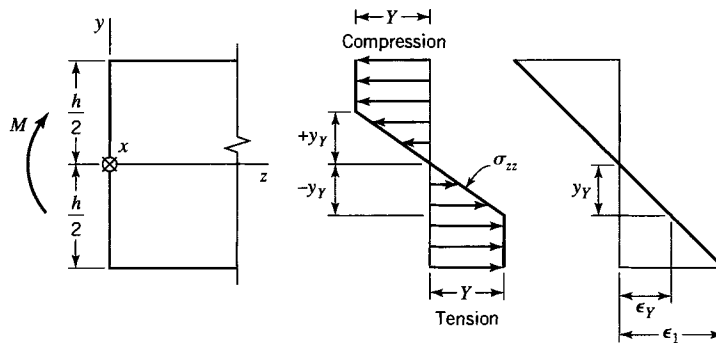 y
h
2
M
x
z
h
2
Y
Compression
+y_Y
−y_Y
σ_zz
Y
Tension
y_Y
ϵ_Y
ϵ_1